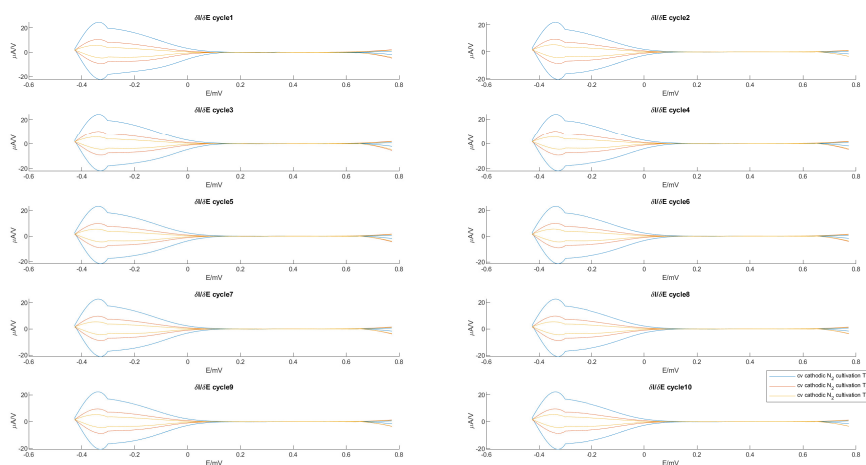 δI/δE cycle1
20
0
-20
μA/V
-0.6 -0.4 -0.2 0 0.2 0.4 0.6 0.8
E/mV
δI/δE cycle2
20
0
-20
μA/V
-0.6 -0.4 -0.2 0 0.2 0.4 0.6 0.8
E/mV
δI/δE cycle3
20
0
-20
μA/V
-0.6 -0.4 -0.2 0 0.2 0.4 0.6 0.8
E/mV
δI/δE cycle4
20
0
-20
μA/V
-0.6 -0.4 -0.2 0 0.2 0.4 0.6 0.8
E/mV
δI/δE cycle5
20
0
-20
μA/V
-0.6 -0.4 -0.2 0 0.2 0.4 0.6 0.8
E/mV
δI/δE cycle6
20
0
-20
μA/V
-0.6 -0.4 -0.2 0 0.2 0.4 0.6 0.8
E/mV
δI/δE cycle7
20
0
-20
μA/V
-0.6 -0.4 -0.2 0 0.2 0.4 0.6 0.8
E/mV
δI/δE cycle8
20
0
-20
μA/V
-0.6 -0.4 -0.2 0 0.2 0.4 0.6 0.8
E/mV
δI/δE cycle9
20
0
-20
μA/V
-0.6 -0.4 -0.2 0 0.2 0.4 0.6 0.8
E/mV
δI/δE cycle10
20
0
-20
μA/V
-0.6 -0.4 -0.2 0 0.2 0.4 0.6 0.8
E/mV
cv cathodic N₂ cultivation T
cv cathodic N₂ cultivation T
cv cathodic N₂ cultivation T